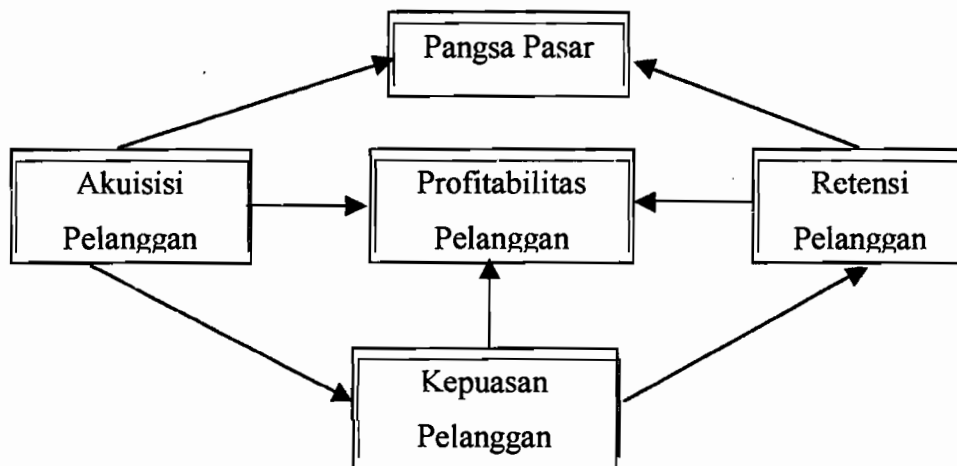 Pangsa Pasar
Akuisisi
Pelanggan
Profitabilitas
Pelanggan
Retensi
Pelanggan
Kepuasan
Pelanggan